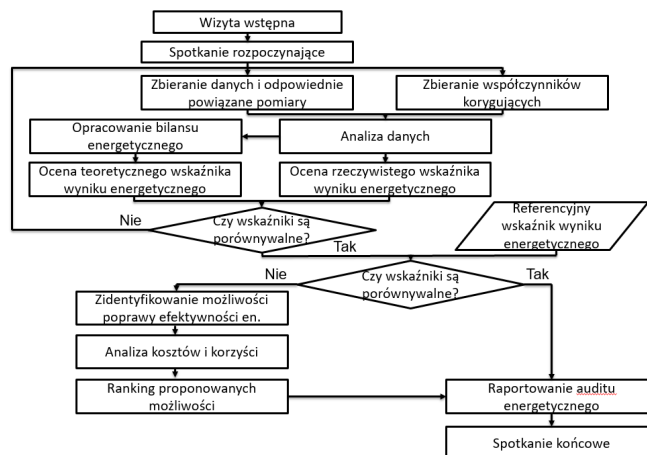 Wizyta wstępna
Spotkanie rozpoczynające
Zbieranie danych i odpowiednie
powiązane pomiary
Zbieranie współczynników
korygujących
Opracowanie bilansu
energetycznego
Analiza danych
Ocena teoretycznego wskaźnika
wyniku energetycznego
Ocena rzeczywistego wskaźnika
wyniku energetycznego
Nie
Czy wskaźniki są
porównywalne?
Tak
Referencyjny
wskaźnik wyniku
energetycznego
Nie
Czy wskaźniki są
porównywalne?
Tak
Zidentyfikowanie możliwości
poprawy efektywności en.
Analiza kosztów i korzyści
Ranking proponowanych
możliwości
Raportowanie auditu
energetycznego
Spotkanie końcowe